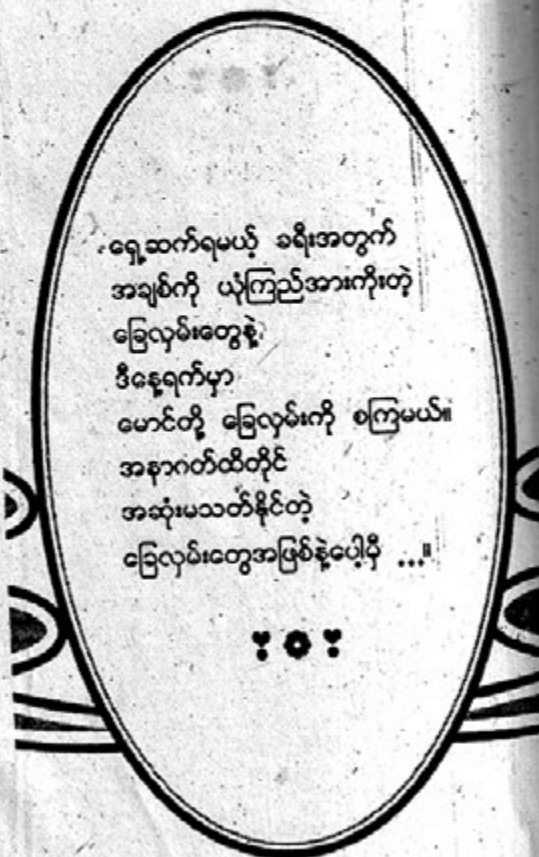 ရှေ့ဆက်ရမယ့် ခရီးအတွက်
အချစ်ကို ယုံကြည်အားကိုးတဲ့
ခြေလှမ်းတွေနဲ့
ဒီနေ့ရက်မှာ
မောင်တို့ ခြေလှမ်းကို စကြမယ်။
အနာဂတ်ထိတိုင်
အဆုံးမသတ်နိုင်တဲ့
ခြေလှမ်းတွေအဖြစ်နဲ့ပေါ့မှီ ...။